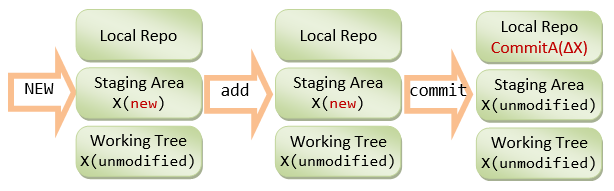 NEW
Local Repo
Staging Area
X(new)
Working Tree
X(unmodified)
add
Local Repo
Staging Area
X(new)
Working Tree
X(unmodified)
commit
Local Repo
CommitA(ΔX)
Staging Area
X(unmodified)
Working Tree
X(unmodified)